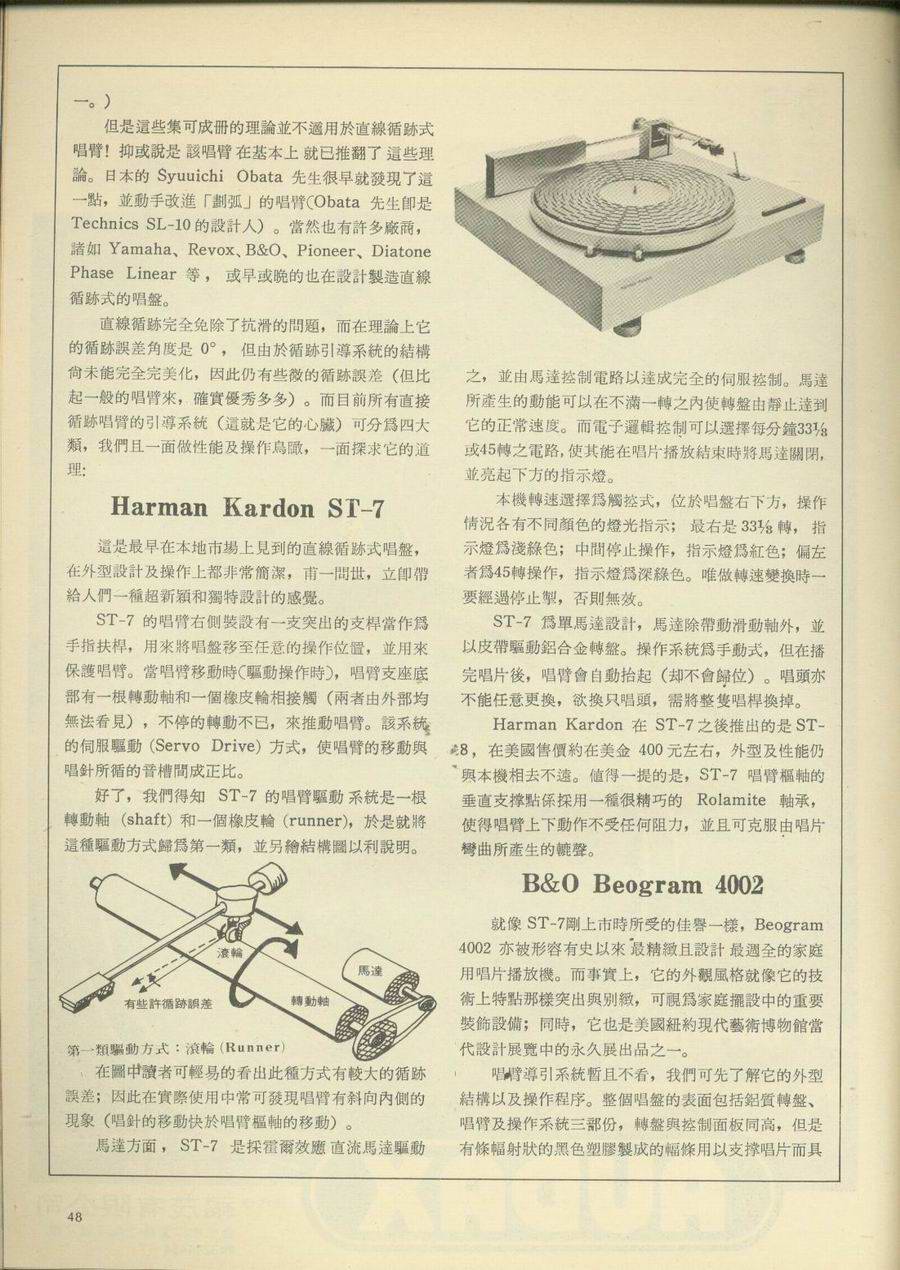 一。)
但是這些集可成册的理論並不適用於直線循跡式
唱臂！抑或說是該唱臂在基本上就已推翻了這些理
論。日本的 Syuuichi Obata 先生很早就發現了這
一點，並動手改進「劃弧」的唱臂(Obata 先生卽是
Technics SL-10的設計人)。當然也有許多廠商，
諸如 Yamaha、Revox、B&O、Pioneer、Diatone
Phase Linear 等，或早或晚的也在設計製造直線
循跡式的唱盤。
直線循跡完全免除了抗滑的問題，而在理論上它
的循跡誤差角度是 0°，但由於循跡引導系統的結構
尙未能完全完美化，因此仍有些微的循跡誤差（但比
起一般的唱臂來，確實優秀多多）。而目前所有直接
循跡唱臂的引導系統（這就是它的心臟）可分爲四大
類，我們且一面做性能及操作鳥瞰，一面探求它的道
理:
Harman Kardon ST-7
這是最早在本地市場上見到的直線循跡式唱盤，
在外型設計及操作上都非常簡潔，甫一問世，立卽帶
給人們一種超新穎和獨特設計的感覺。
ST-7 的唱臂右側裝設有一支突出的支桿當作爲
手指扶桿，用來將唱盤移至任意的操作位置，並用來
保護唱臂。當唱臂移動時(驅動操作時)，唱臂支座底
部有一根轉動軸和一個橡皮輪相接觸（兩者由外部均
無法看見），不停的轉動不已，來推動唱臂。該系統
的伺服驅動 (Servo Drive) 方式，使唱臂的移動與
唱針所循的音槽間成正比。
好了，我們得知 ST-7 的唱臂驅動系統是一根
轉動軸 (shaft) 和一個橡皮輪 (runner)，於是就將
這種驅動方式歸爲第一類，並另繪結構圖以利說明。
滾輪
馬達
有些許循跡誤差
轉動軸
第一類驅動方式：滾輪 (Runner)
在圖中讀者可輕易的看出此種方式有較大的循跡
誤差；因此在實際使用中常可發現唱臂有斜向內側的
現象（唱針的移動快於唱臂樞軸的移動）。
馬達方面，ST-7 是採霍爾效應直流馬達驅動
之，並由馬達控制電路以達成完全的伺服控制。馬達
所產生的動能可以在不滿一轉之內使轉盤由靜止達到
它的正常速度。而電子邏輯控制可以選擇每分鐘33⅓
或45轉之電路，使其能在唱片播放結束時將馬達關閉，
並亮起下方的指示燈。
本機轉速選擇爲觸控式，位於唱盤右下方，操作
情況各有不同顏色的燈光指示；最右是 33⅓ 轉，指
示燈爲淺綠色；中間停止操作，指示燈爲紅色；偏左
者爲45轉操作，指示燈爲深綠色。唯做轉速變換時一
要經過停止掣，否則無效。
ST-7 爲單馬達設計，馬達除帶動滑動軸外，並
以皮帶驅動鋁合金轉盤。操作系統爲手動式，但在播
完唱片後，唱臂會自動抬起（却不會歸位）。唱頭亦
不能任意更換，欲換只唱頭，需將整隻唱桿換掉。
Harman Kardon 在 ST-7之後推出的是 ST-
8，在美國售價約在美金 400 元左右，外型及性能仍
與本機相去不遠。値得一提的是，ST-7 唱臂樞軸的
垂直支撐點係採用一種很精巧的 Rolamite 軸承，
使得唱臂上下動作不受任何阻力，並且可克服由唱片
彎曲所產生的轆聲。
B&O Beogram 4002
就像 ST-7剛上市時所受的佳譽一樣，Beogram
4002 亦被形容有史以來最精緻且設計最週全的家庭
用唱片播放機。而事實上，它的外觀風格就像它的技
術上特點那樣突出與別緻，可視爲家庭擺設中的重要
裝飾設備；同時，它也是美國紐約現代藝術博物館當
代設計展覽中的永久展出品之一。
唱臂導引系統暫且不看，我們可先了解它的外型
結構以及操作程序。整個唱盤的表面包括鋁質轉盤、
唱臂及操作系統三部份，轉盤與控制面板同高，但是
有條輻射狀的黑色塑膠製成的幅條用以支撐唱片而具
48